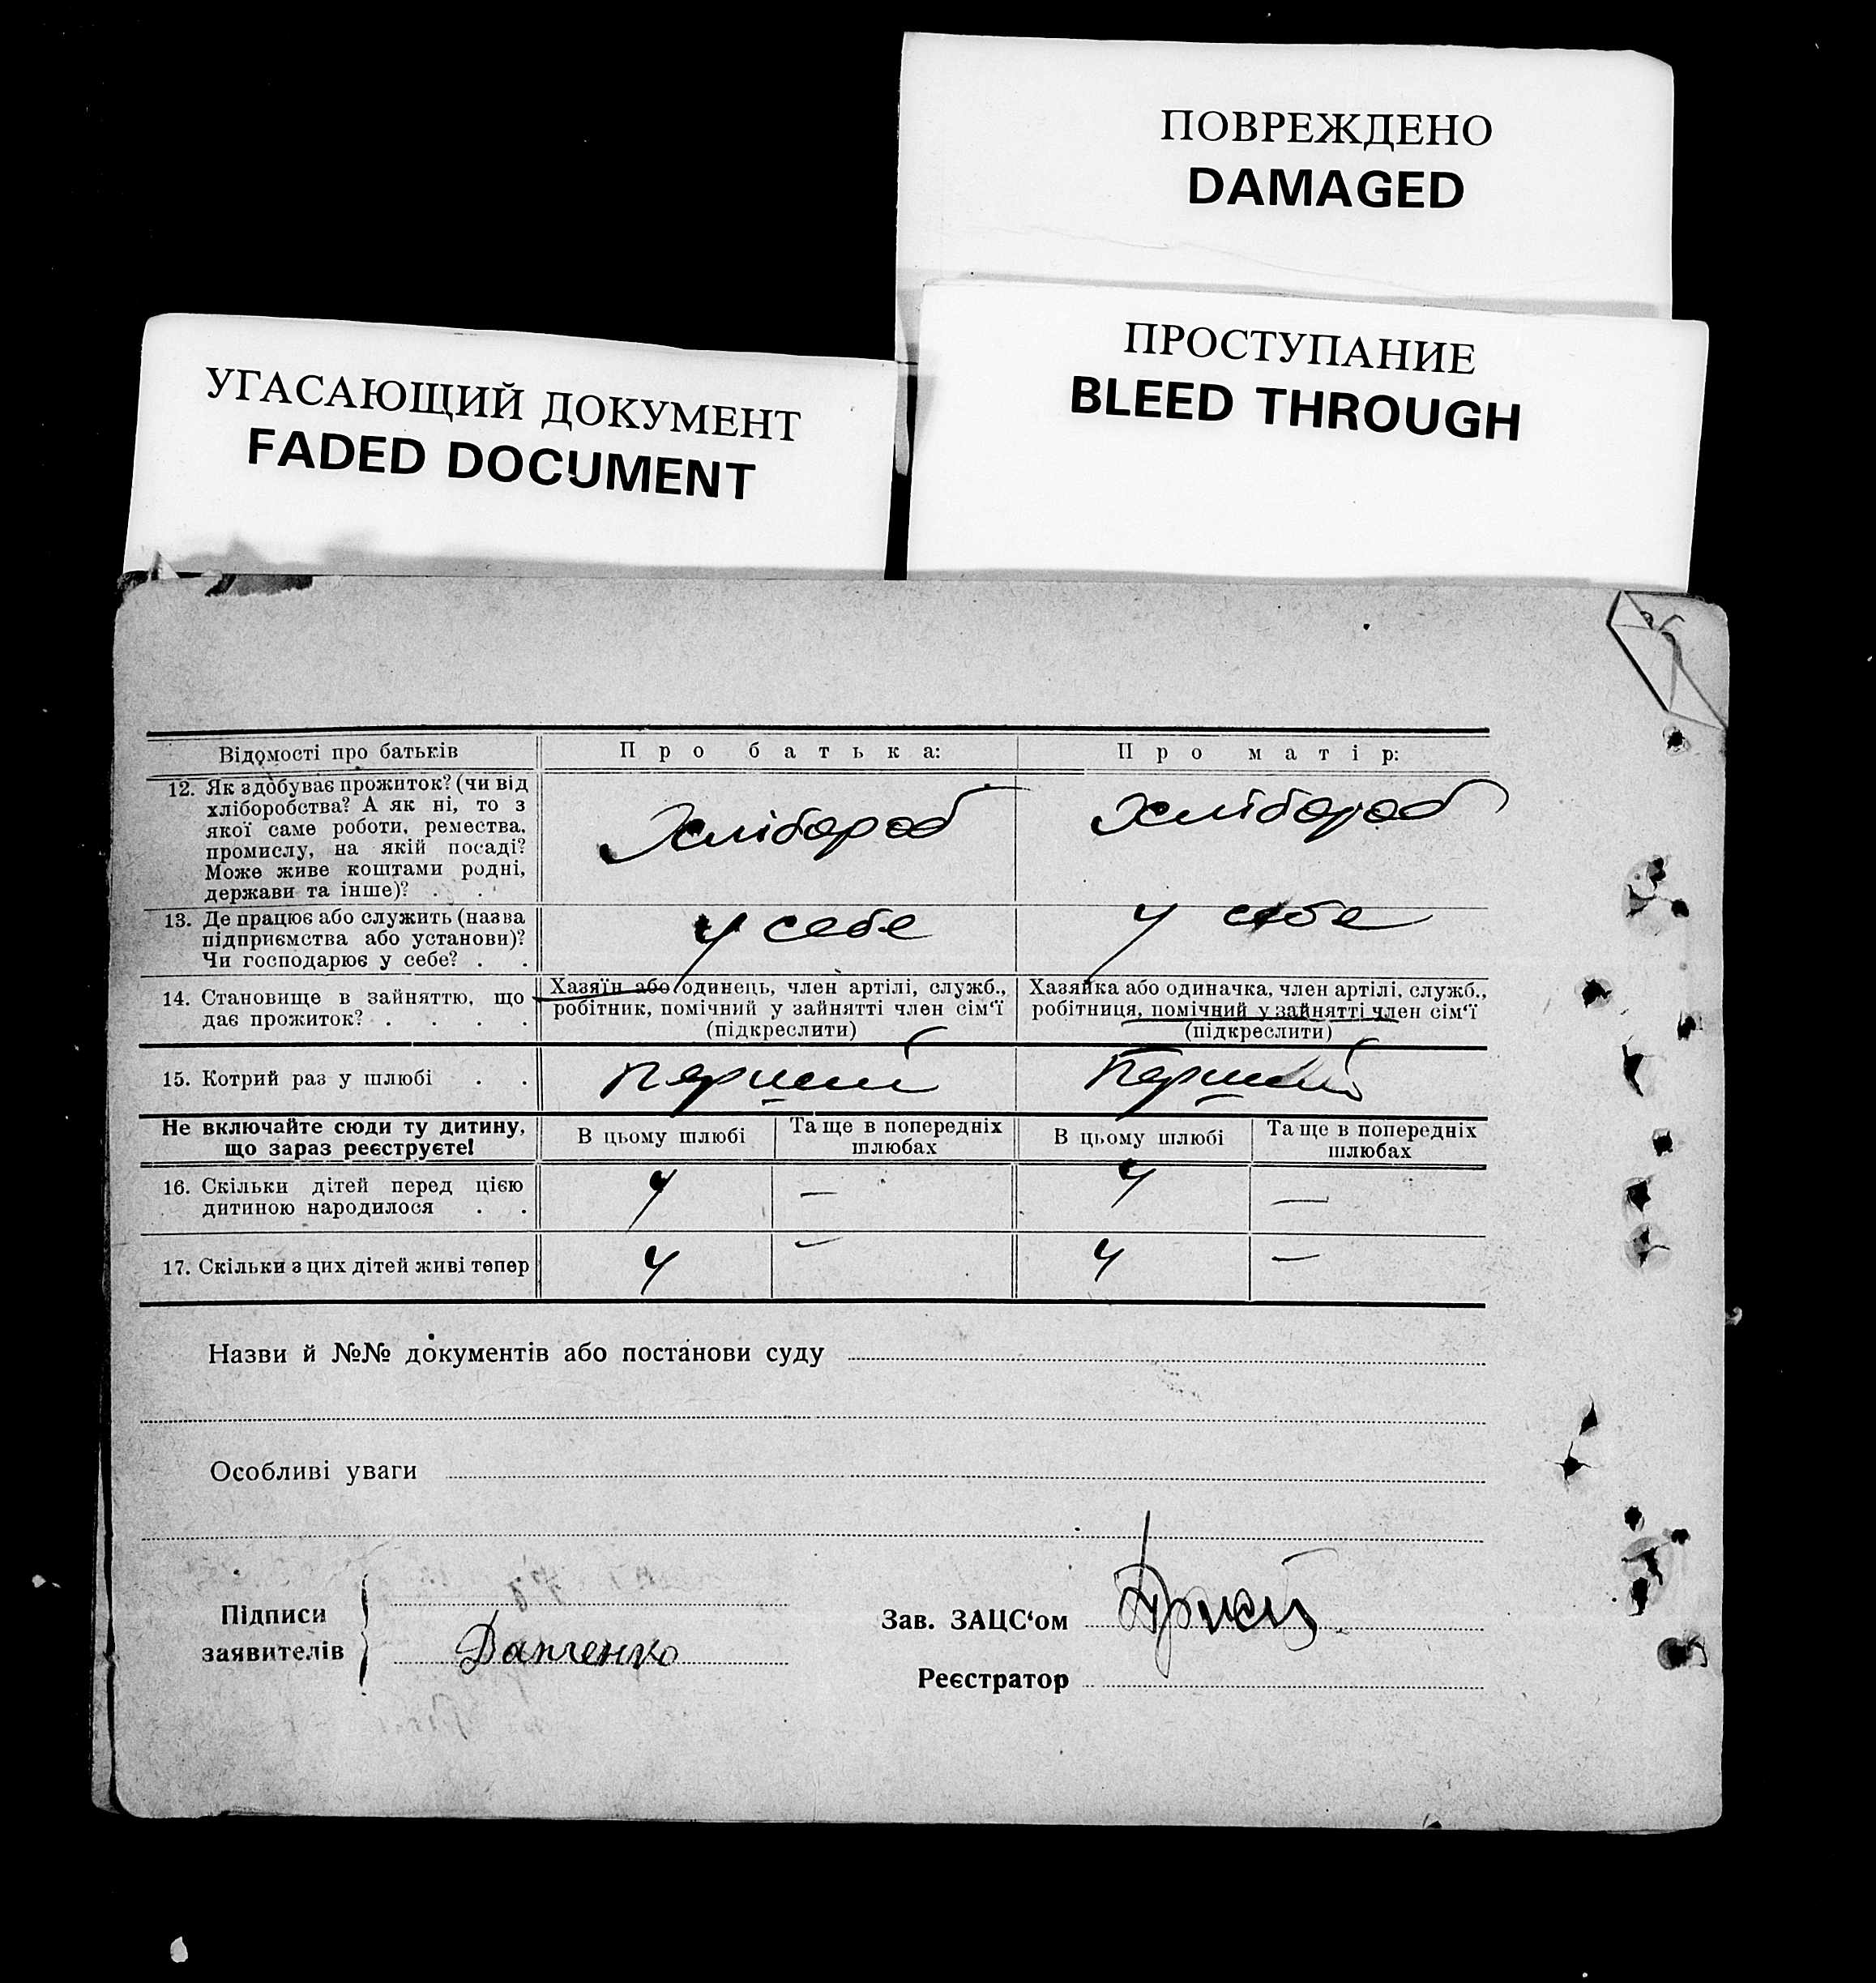 ПОВРЕЖДЕНО
DAMAGED
ПРОСТУПАНИЕ
BLEED THROUGH
УГАСАЮЩИЙ ДОКУМЕНТ
FADED DOCUMENT
Відомості про батьків
Про батька:
Про матір:
12. Як здобуває прожиток? (чи від
хліборобства? А як ні, то з
якої саме роботи, ремества,
промислу, на якій посаді?
Може живе коштами родні,
держави та інше)? . .
Хлібороб
Хлібороб
13. Де працює або служить (назва
підприємства або установи)?
Чи господарює у себе? . .
у себе
у себе
14. Становище в зайняттю, що
дає прожиток? . . . .
Хазяїн або одинець, член артілі, служб.,
робітник, помічний у зайнятті член сім‘ї
(підкреслити)
Хазяйка або одиначка, член артілі, служб.,
робітниця, помічний у зайнятті член сім‘ї
(підкреслити)
15. Котрий раз у шлюбі . .
перший
Перший
Не включайте сюди ту дитину,
що зараз реєструєте!
В цьому шлюбі
Та ще в попередніх
шлюбах
В цьому шлюбі
Та ще в попередніх
шлюбах
16. Скільки дітей перед цією
дитиною народилося . .
4
—
4
—
17. Скільки з цих дітей живі тепер
4
—
4
—
Назви й №№ документів або постанови суду
Особливі уваги
Підписи
заявителів
Зав. ЗАЦС‘ом
Реєстратор